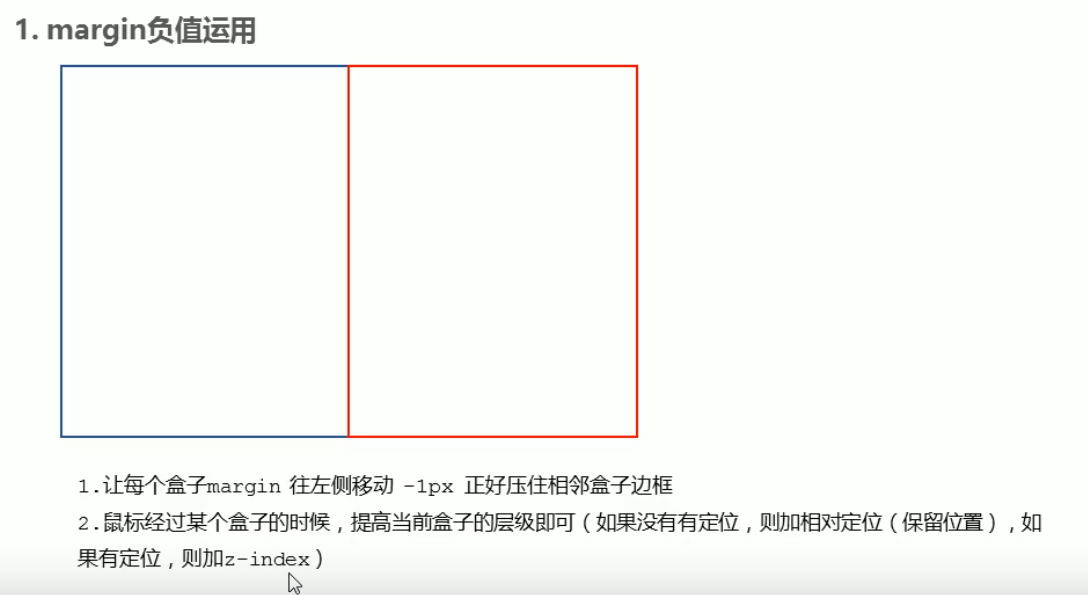 1. margin负值运用
1.让每个盒子margin 往左侧移动 -1px 正好压住相邻盒子边框
2.鼠标经过某个盒子的时候，提高当前盒子的层级即可（如果没有有定位，则加相对定位（保留位置），如
果有定位，则加z-index）